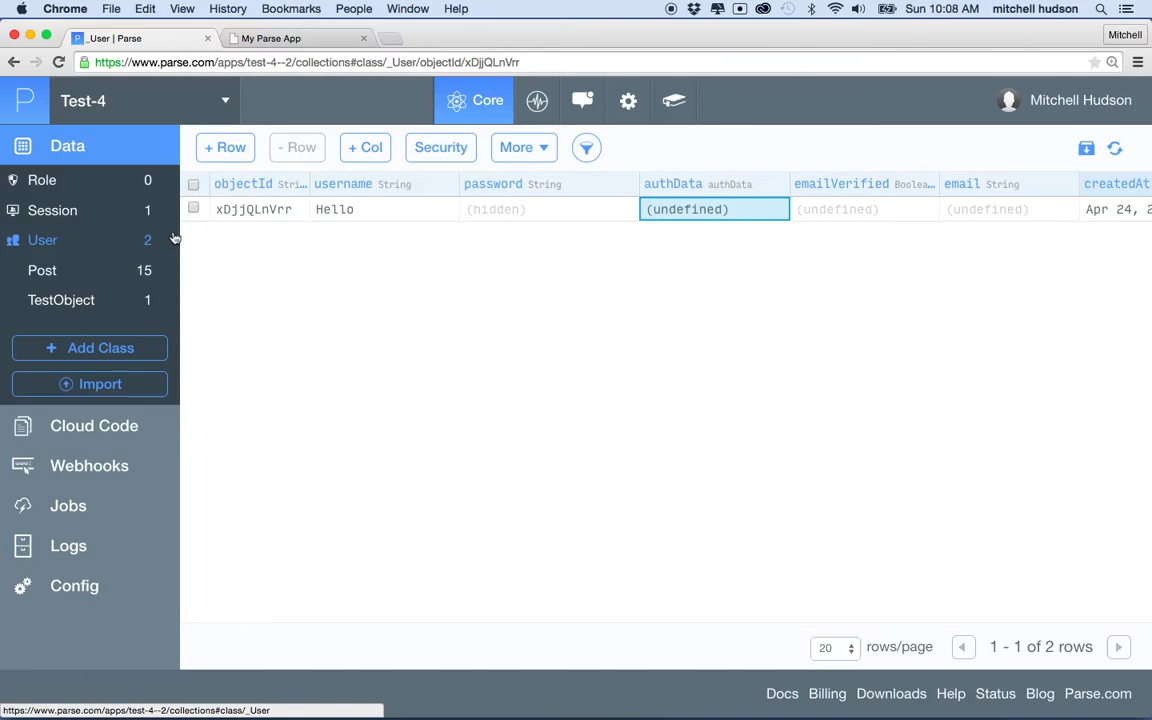 Chrome File Edit View History Bookmarks People Window Help Sun 10:08 AM mitchell hudson
_User | Parse My Parse App Mitchell
https://www.parse.com/apps/test-4--2/collections#class/_User/objectId/xDjjQLnVrr
P Test-4 Core Mitchell Hudson
Data + Row - Row + Col Security More
objectId Stri... username String password String authData authData emailVerified Boolea... email String createdAt
Role 0
xDjjQLnVrr Hello (hidden) (undefined) (undefined) (undefined) Apr 24, 2
Session 1
User 2
Post 15
TestObject 1
+ Add Class
Import
Cloud Code
Webhooks
Jobs
Logs
Config
20 rows/page 1 - 1 of 2 rows
Docs Billing Downloads Help Status Blog Parse.com
https://www.parse.com/apps/test-4--2/collections#class/_User